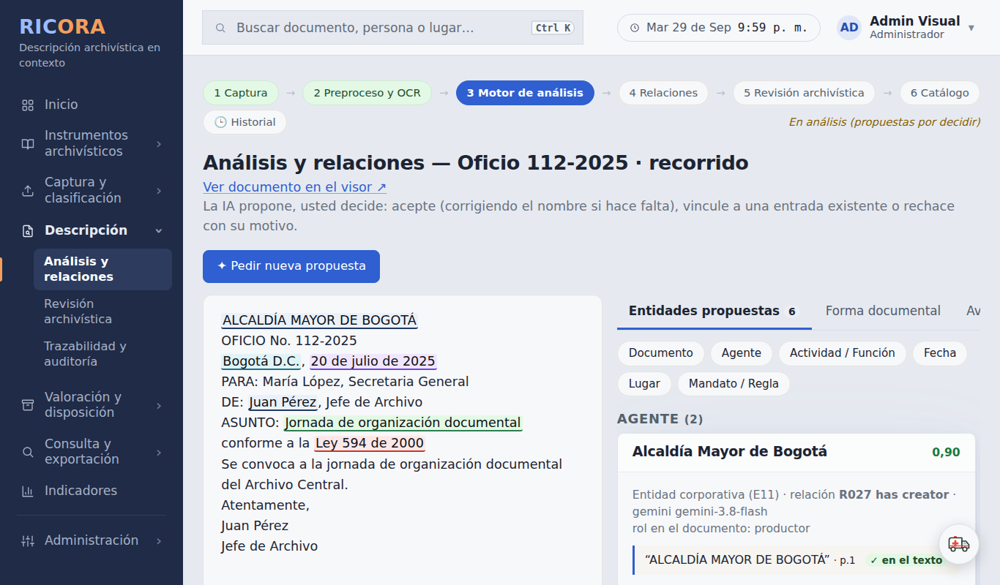 RICORA
Descripción archivística en
contexto
Inicio
Instrumentos
archivísticos
Captura y
clasificación
Descripción
Análisis y
relaciones
Revisión
archivística
Trazabilidad y
auditoría
Valoración y
disposición
Consulta y
exportación
Indicadores
Administración
Buscar documento, persona o lugar…
Ctrl K
Mar 29 de Sep 9:59 p. m.
AD
Admin Visual
Administrador
1 Captura → 2 Preproceso y OCR → 3 Motor de análisis → 4 Relaciones → 5 Revisión archivística → 6 Catálogo
Historial
En análisis (propuestas por decidir)
Análisis y relaciones — Oficio 112-2025 · recorrido
Ver documento en el visor ↗
La IA propone, usted decide: acepte (corrigiendo el nombre si hace falta), vincule a una entrada existente o rechace
con su motivo.
✦ Pedir nueva propuesta
ALCALDÍA MAYOR DE BOGOTÁ
OFICIO No. 112-2025
Bogotá D.C., 20 de julio de 2025
PARA: María López, Secretaria General
DE: Juan Pérez, Jefe de Archivo
ASUNTO: Jornada de organización documental
conforme a la Ley 594 de 2000
Se convoca a la jornada de organización documental
del Archivo Central.
Atentamente,
Juan Pérez
Jefe de Archivo
Entidades propuestas 6
Forma documental
Av
Documento
Agente
Actividad / Función
Fecha
Lugar
Mandato / Regla
AGENTE (2)
Alcaldía Mayor de Bogotá 0,90
Entidad corporativa (E11) · relación R027 has creator ·
gemini gemini-3.8-flash
rol en el documento: productor
“ALCALDÍA MAYOR DE BOGOTÁ” · p.1 ✓ en el texto